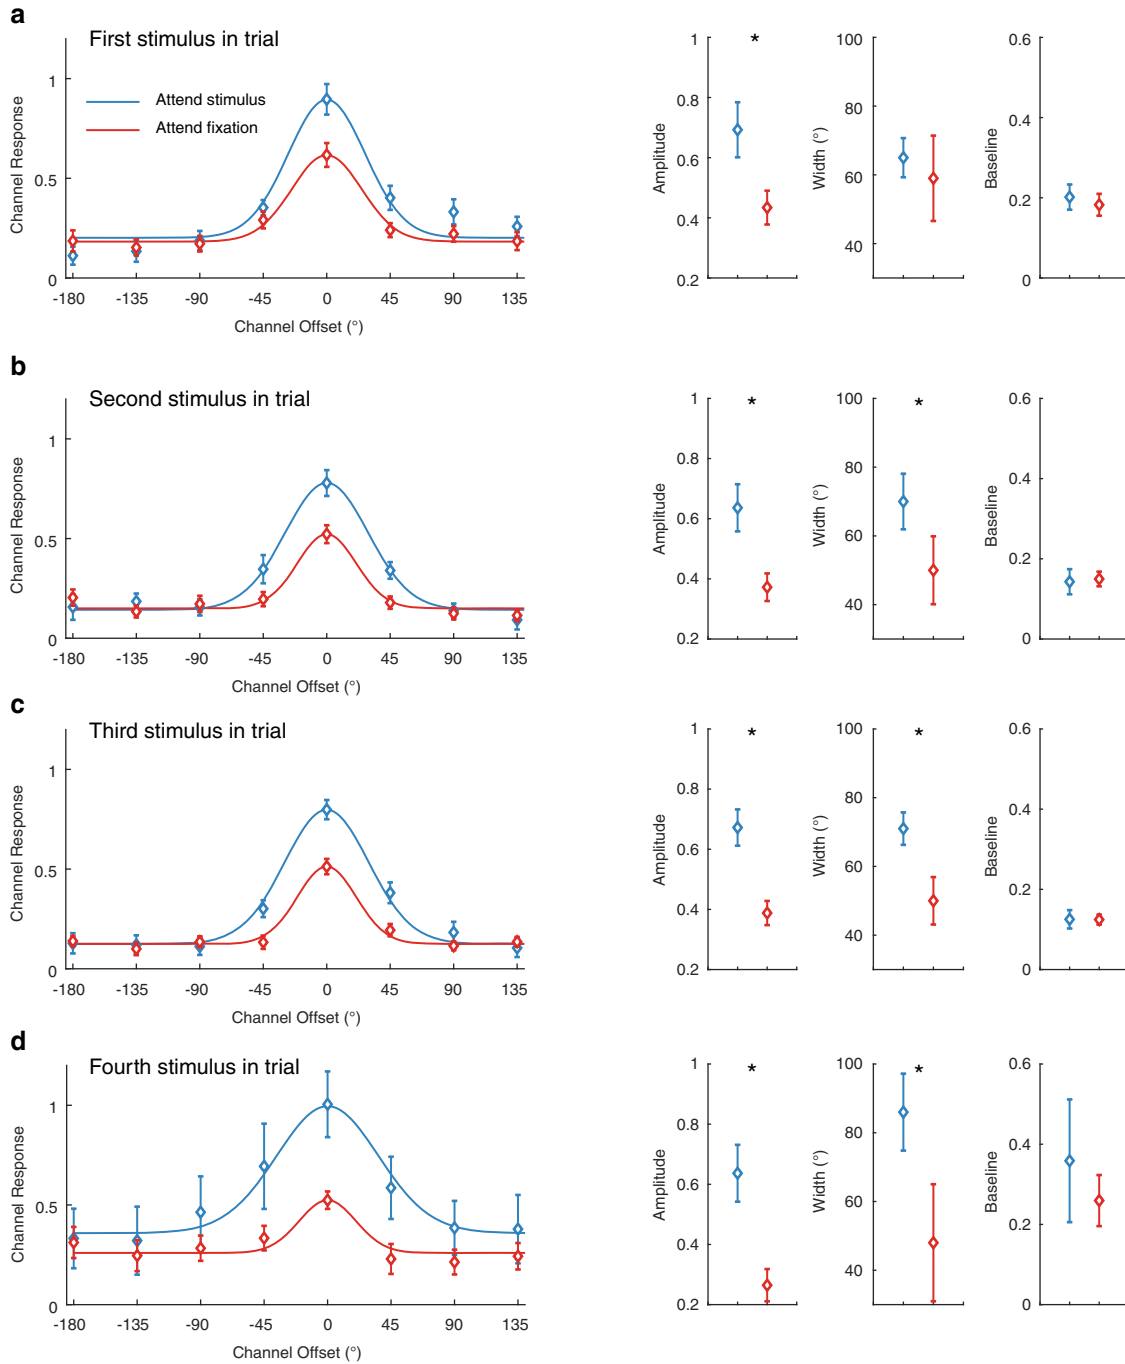 a
First stimulus in trial
Attend stimulus
Attend fixation
Channel Response
1
0.5
0
-180 -135 -90 -45 0 45 90 135
Channel Offset (°)
Amplitude
1
0.8
0.6
0.4
0.2
*
Width (°)
100
80
60
40
Baseline
0.6
0.4
0.2
0
b
Second stimulus in trial
Channel Response
1
0.5
0
-180 -135 -90 -45 0 45 90 135
Channel Offset (°)
Amplitude
1
0.8
0.6
0.4
0.2
*
Width (°)
100
80
60
40
*
Baseline
0.6
0.4
0.2
0
c
Third stimulus in trial
Channel Response
1
0.5
0
-180 -135 -90 -45 0 45 90 135
Channel Offset (°)
Amplitude
1
0.8
0.6
0.4
0.2
*
Width (°)
100
80
60
40
*
Baseline
0.6
0.4
0.2
0
d
Fourth stimulus in trial
Channel Response
1
0.5
0
-180 -135 -90 -45 0 45 90 135
Channel Offset (°)
Amplitude
1
0.8
0.6
0.4
0.2
*
Width (°)
100
80
60
40
*
Baseline
0.6
0.4
0.2
0